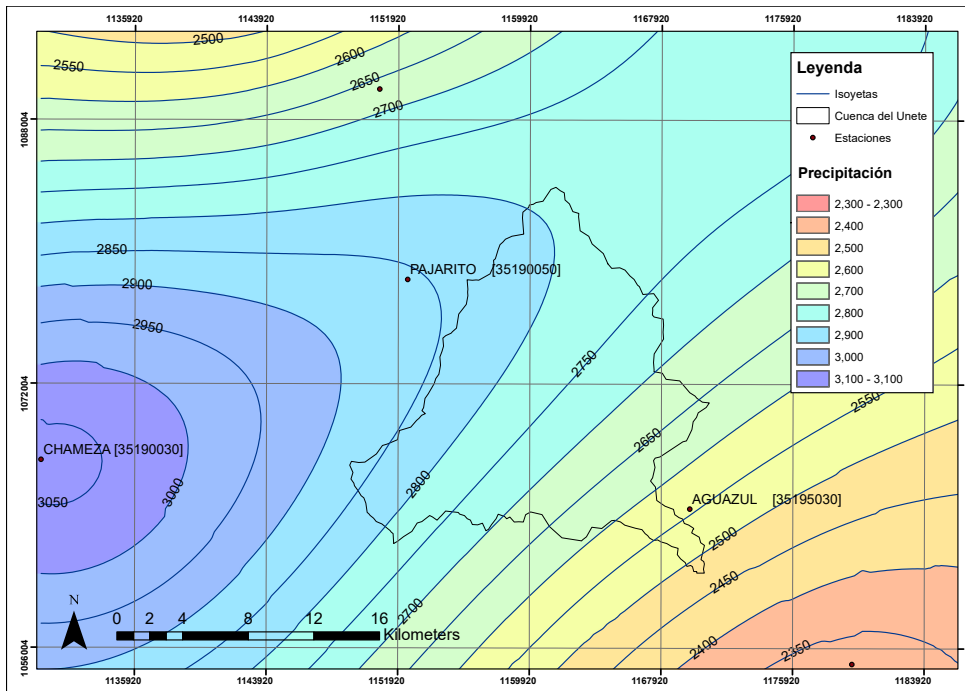 1135920 1143920 1151920 1159920 1167920 1175920 1183920
2500
2550
2600
2650
2700
1088004
Leyenda
Isoyetas
Cuenca del Unete
Estaciones
Precipitación
2,300 - 2,300
2,400
2,500
2,600
2,700
2,800
2,900
3,000
3,100 - 3,100
2850
2900
2950
PAJARITO [35190050]
2750
1072004
2550
2650
CHAMEZA [35190030]
3050
3000
2800
AGUAZUL [35195030]
2500
2450
2700
2400
2350
N
0 2 4 8 12 16
Kilometers
1056004
1135920 1143920 1151920 1159920 1167920 1175920 1183920